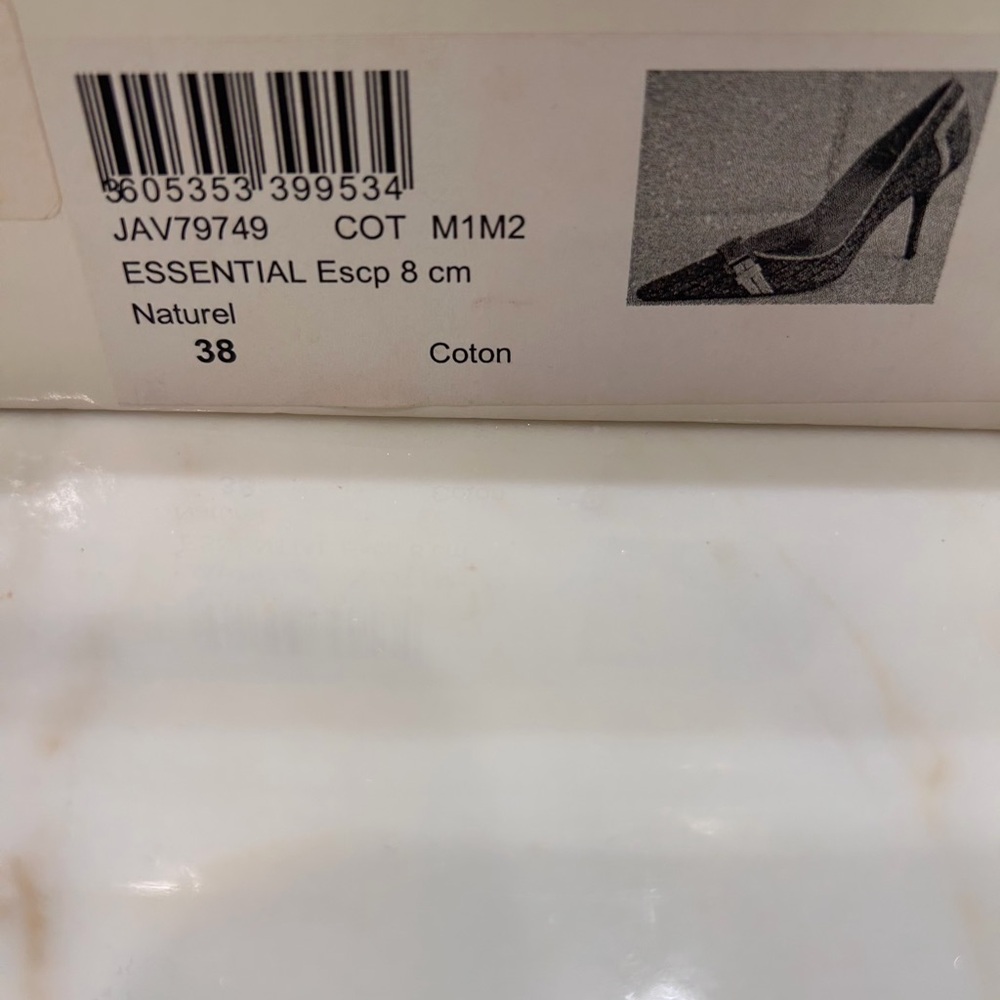 3605353 399534
JAV79749 COT M1M2
ESSENTIAL Escp 8 cm
Naturel
38 Coton